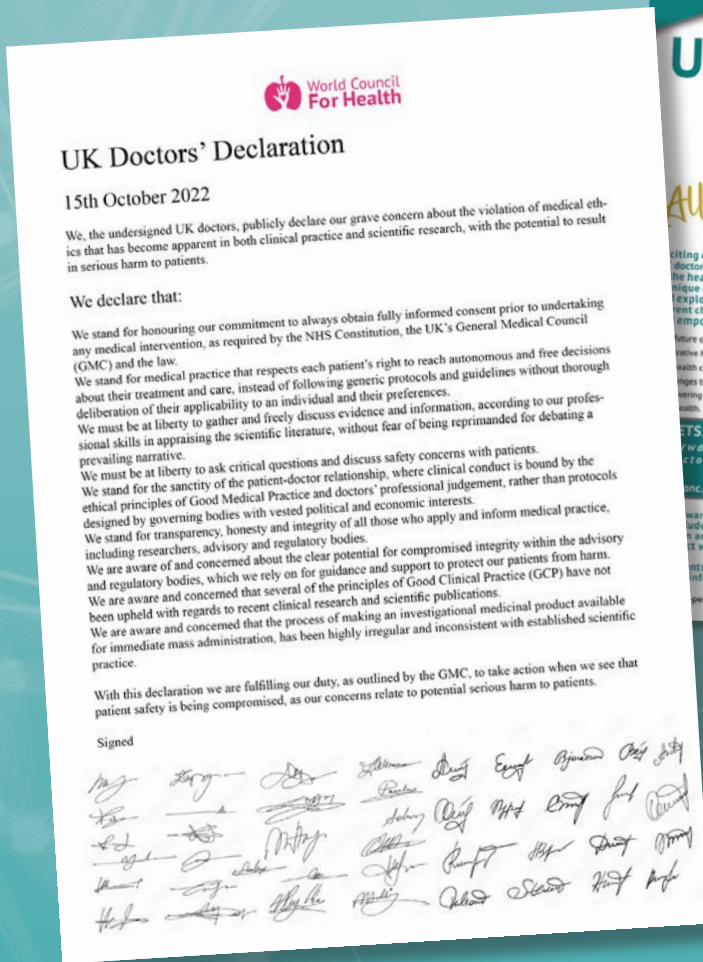 World Council
For Health
UK Doctors' Declaration
15th October 2022
We, the undersigned UK doctors, publicly declare our grave concern about the violation of medical eth-
ics that has become apparent in both clinical practice and scientific research, with the potential to result
in serious harm to patients.
We declare that:
We stand for honouring our commitment to always obtain fully informed consent prior to undertaking
any medical intervention, as required by the NHS Constitution, the UK's General Medical Council
(GMC) and the law.
We stand for medical practice that respects each patient's right to reach autonomous and free decisions
about their treatment and care, instead of following generic protocols and guidelines without thorough
deliberation of their applicability to an individual and their preferences.
We must be at liberty to gather and freely discuss evidence and information, according to our profes-
sional skills in appraising the scientific literature, without fear of being reprimanded for debating a
prevailing narrative.
We must be at liberty to ask critical questions and discuss safety concerns with patients.
We stand for the sanctity of the patient-doctor relationship, where clinical conduct is bound by the
ethical principles of Good Medical Practice and doctors' professional judgement, rather than protocols
designed by governing bodies with vested political and economic interests.
We stand for transparency, honesty and integrity of all those who apply and inform medical practice,
including researchers, advisory and regulatory bodies.
We are aware of and concerned about the clear potential for compromised integrity within the advisory
and regulatory bodies, which we rely on for guidance and support to protect our patients from harm.
We are aware and concerned that several of the principles of Good Clinical Practice (GCP) have not
been upheld with regards to recent clinical research and scientific publications.
We are aware and concerned that the process of making an investigational medicinal product available
for immediate mass administration, has been highly irregular and inconsistent with established scientific
practice.
With this declaration we are fulfilling our duty, as outlined by the GMC, to take action when we see that
patient safety is being compromised, as our concerns relate to potential serious harm to patients.
Signed